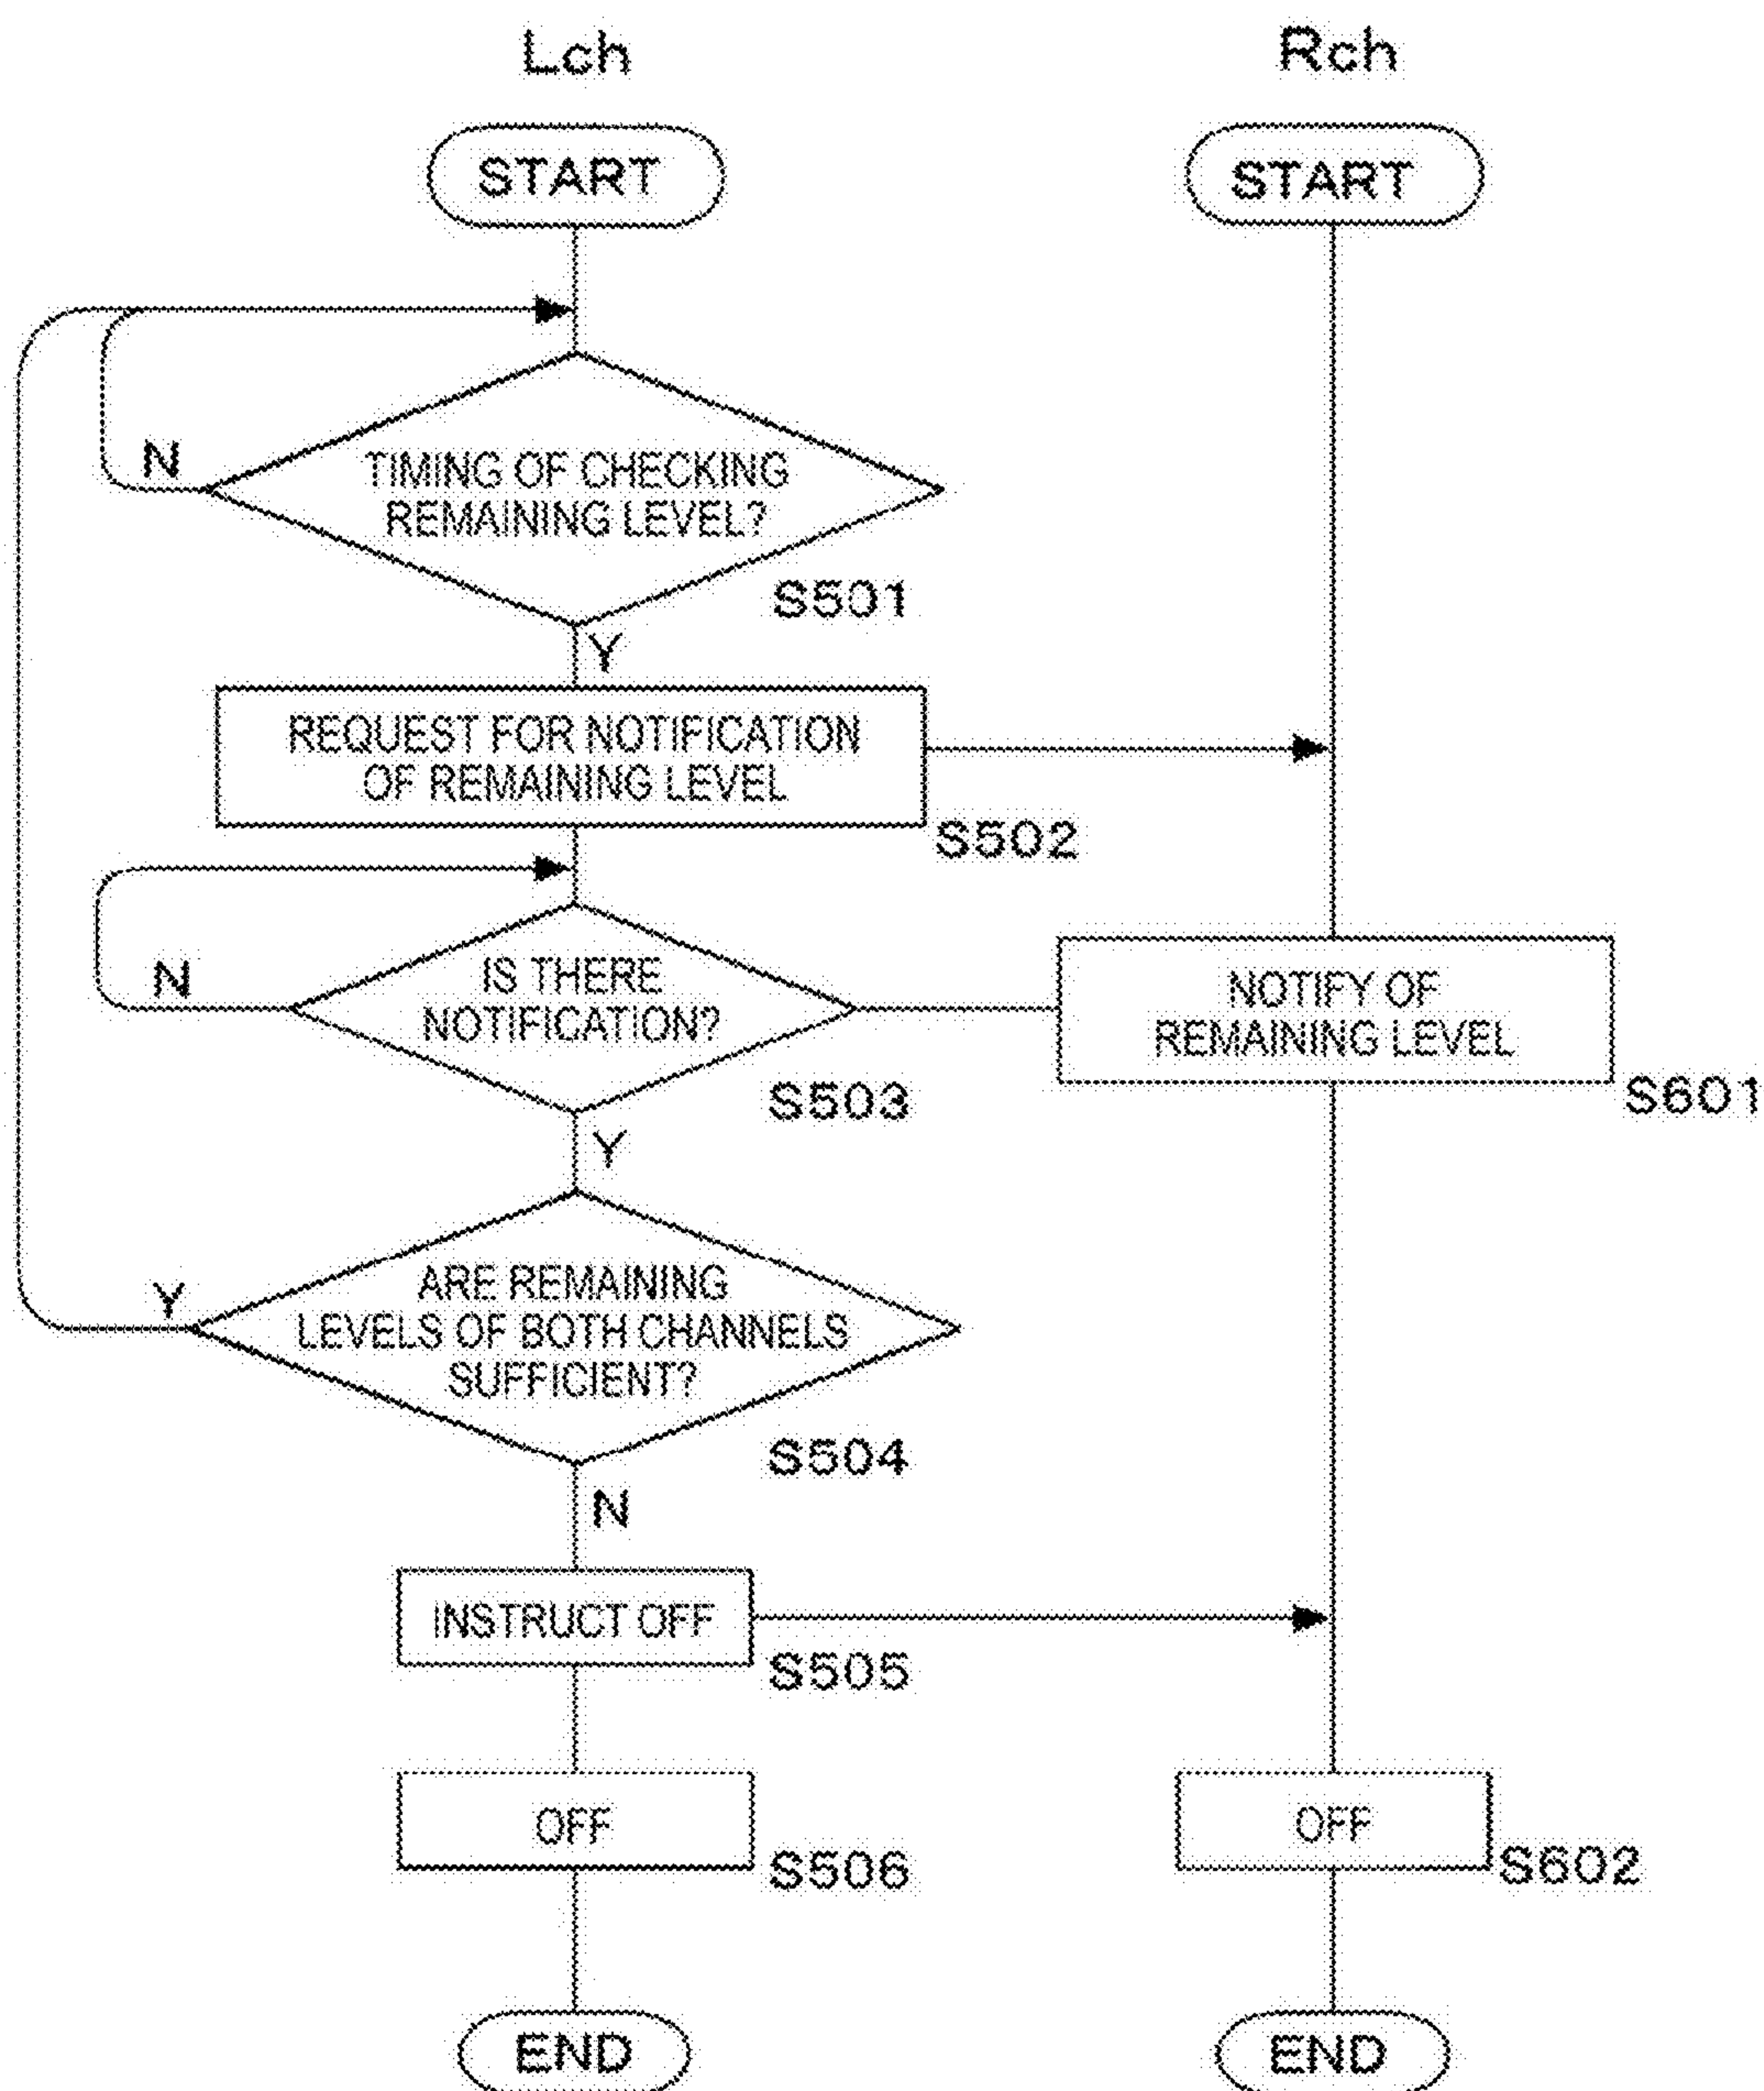 Lch
Rch
START
START
N
TIMING OF CHECKING
REMAINING LEVEL?
S501
Y
REQUEST FOR NOTIFICATION
OF REMAINING LEVEL
S502
N
IS THERE
NOTIFICATION?
S503
NOTIFY OF
REMAINING LEVEL
S601
Y
Y
ARE REMAINING
LEVELS OF BOTH CHANNELS
SUFFICIENT?
S504
N
INSTRUCT OFF
S505
OFF
S506
OFF
S602
END
END